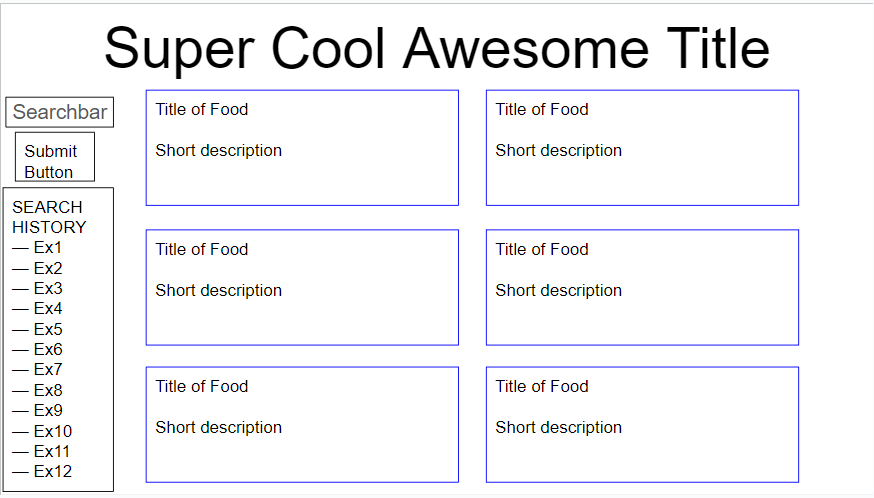 Super Cool Awesome Title
Searchbar
Submit
Button
SEARCH
HISTORY
— Ex1
— Ex2
— Ex3
— Ex4
— Ex5
— Ex6
— Ex7
— Ex8
— Ex9
— Ex10
— Ex11
— Ex12
Title of Food
Short description
Title of Food
Short description
Title of Food
Short description
Title of Food
Short description
Title of Food
Short description
Title of Food
Short description